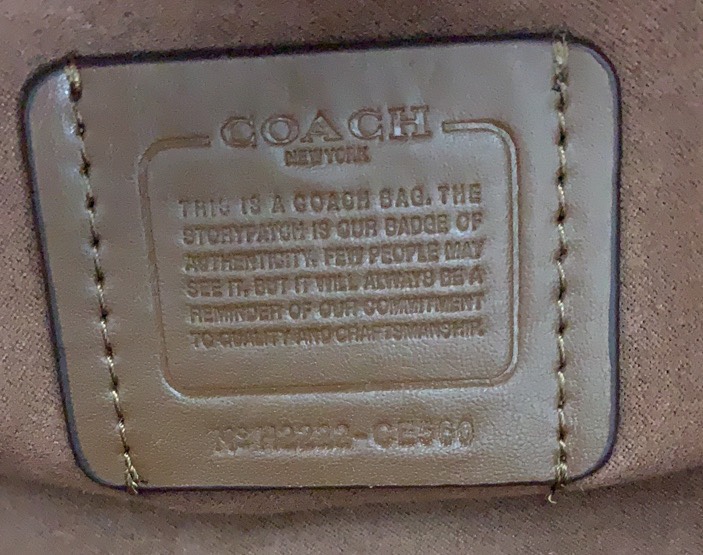 COACH
NEW YORK
THIS IS A COACH BAG. THE
STORYPATCH IS OUR BADGE OF
AUTHENTICITY. FEW PEOPLE MAY
SEE IT, BUT IT WILL ALWAYS BE A
REMINDER OF OUR COMMITMENT
TO QUALITY AND CRAFTSMANSHIP.